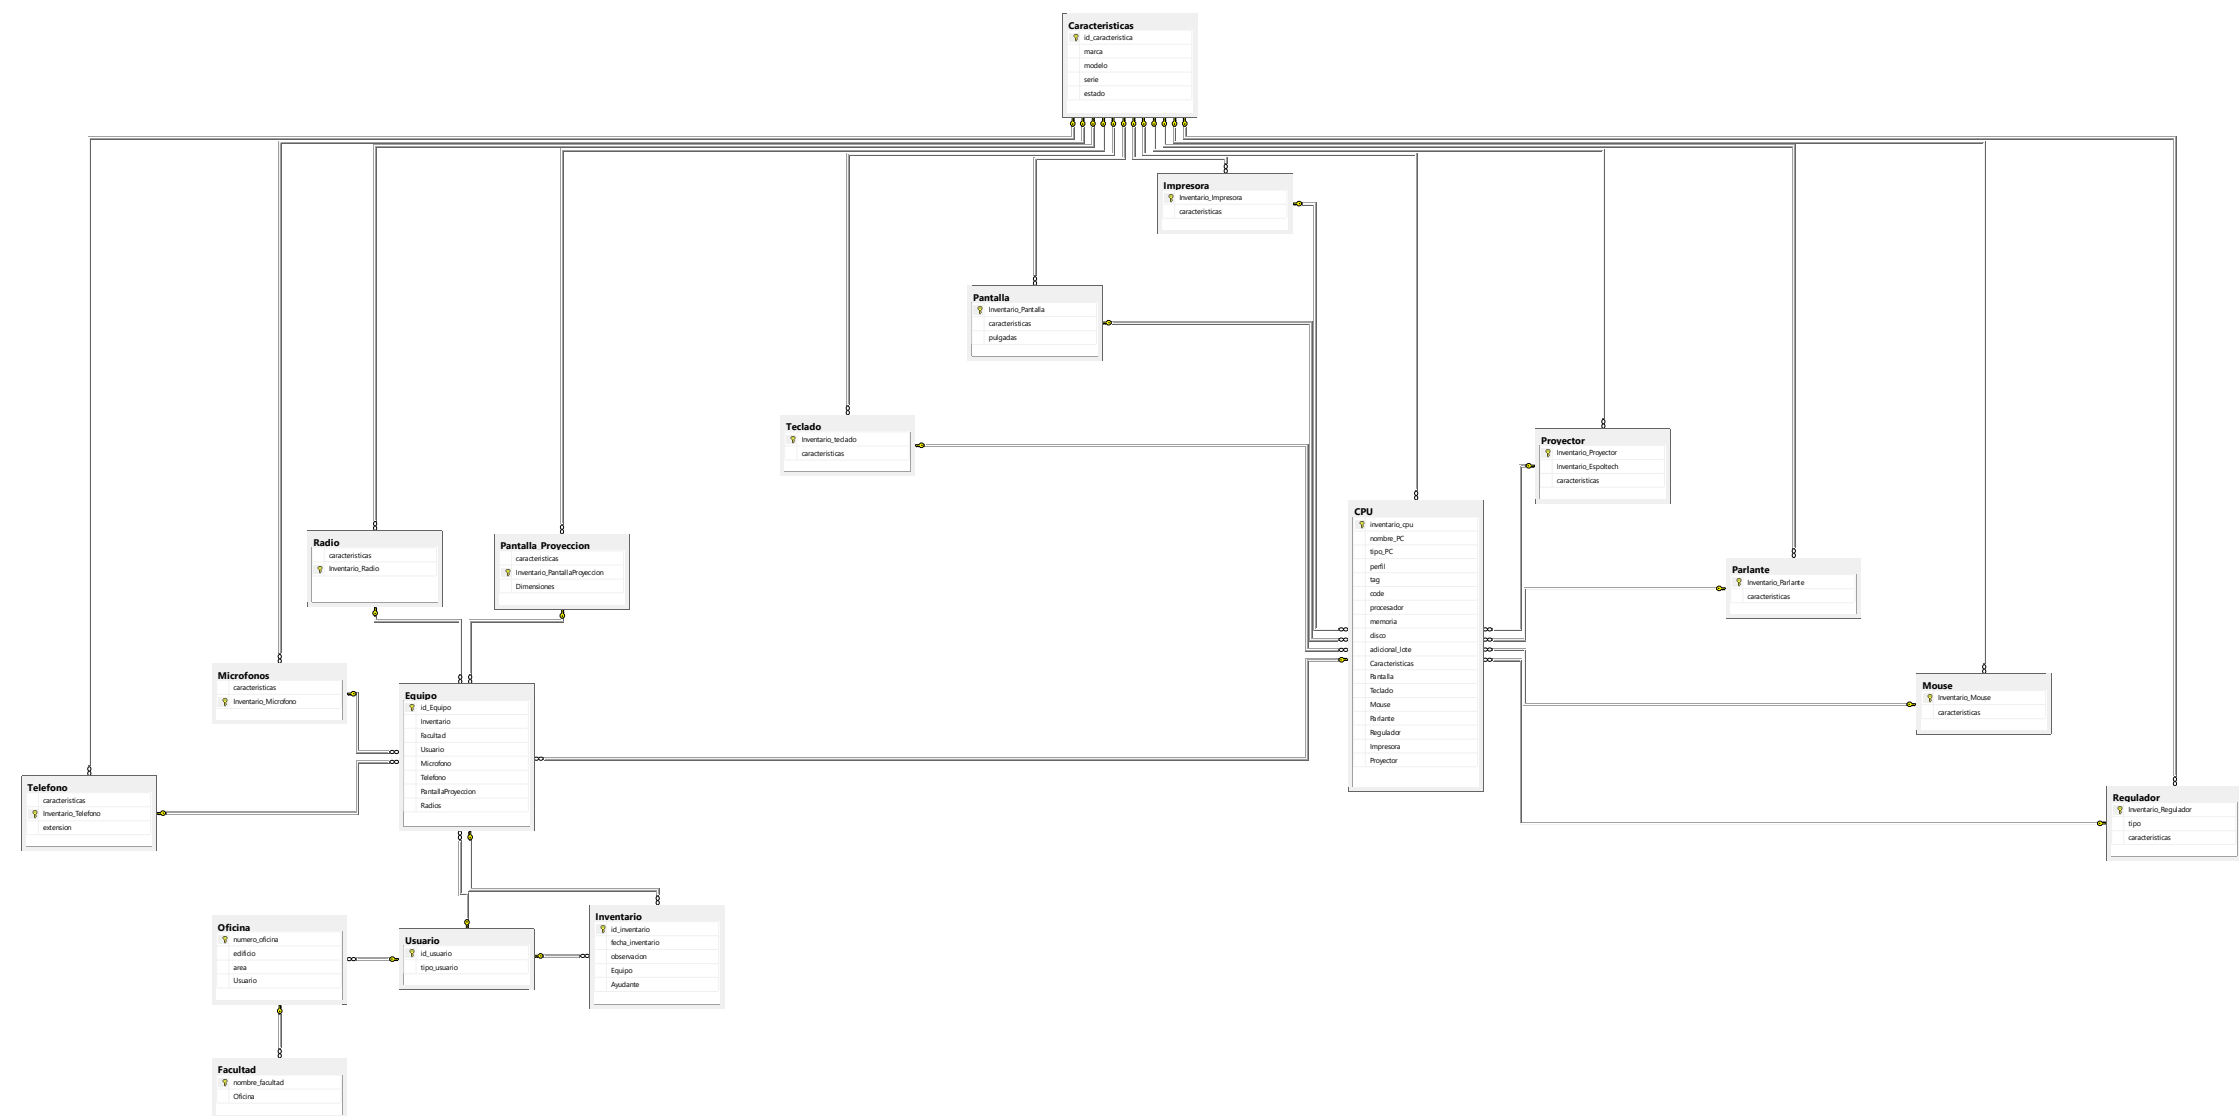 Caracteristicas
id_caracteristica
marca
modelo
serie
estado
Impresora
Inventario_Impresora
caracteristicas
Pantalla
Inventario_Pantalla
caracteristicas
pulgadas
Teclado
Inventario_teclado
caracteristicas
Proyector
Inventario_Proyector
Inventario_Espoltech
caracteristicas
CPU
inventario_cpu
nombre_PC
tipo_PC
perfil
tag
code
procesador
memoria
disco
adicional_lote
Caracteristicas
Pantalla
Teclado
Mouse
Parlante
Regulador
Impresora
Proyector
Radio
caracteristicas
Inventario_Radio
Pantalla_Proyeccion
caracteristicas
Inventario_PantallaProyeccion
Dimensiones
Parlante
Inventario_Parlante
caracteristicas
Microfonos
caracteristicas
Inventario_Microfono
Equipo
id_Equipo
Inventario
Facultad
Usuario
Microfono
Telefono
PantallaProyeccion
Radios
Mouse
Inventario_Mouse
caracteristicas
Telefono
caracteristicas
Inventario_Telefono
extension
Regulador
Inventario_Regulador
tipo
caracteristicas
Oficina
numero_oficina
edificio
area
Usuario
Usuario
id_usuario
tipo_usuario
Inventario
id_inventario
fecha_inventario
observacion
Equipo
Ayudante
Facultad
nombre_facultad
Oficina